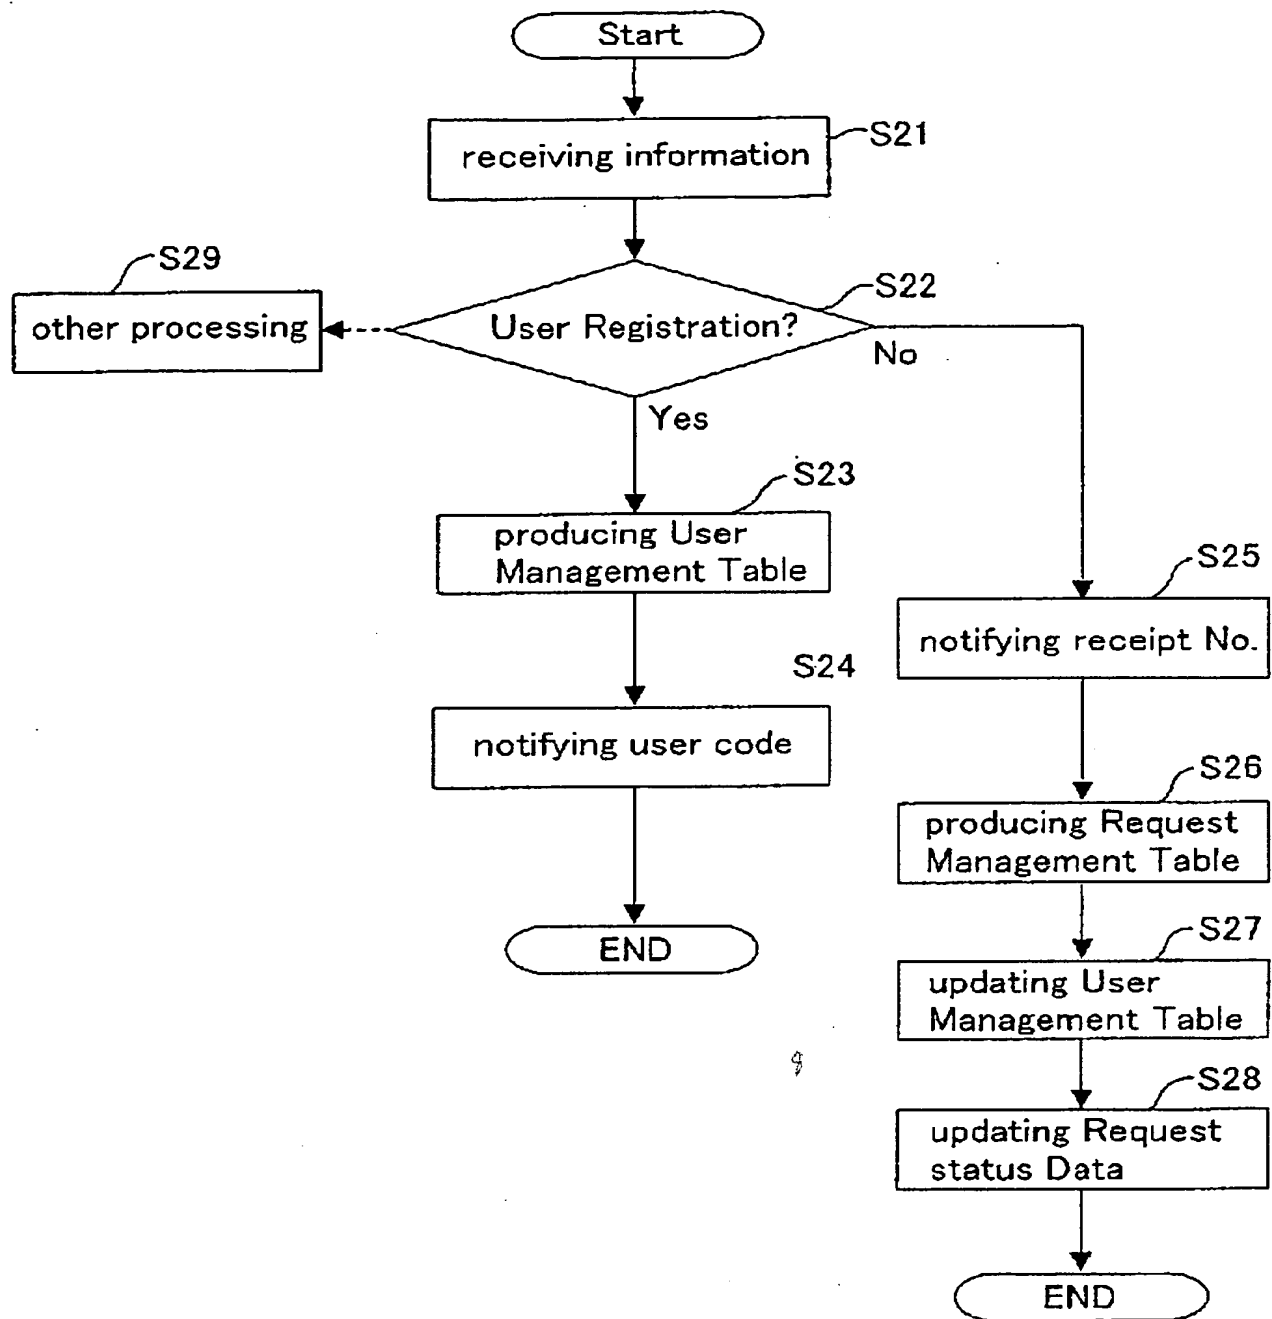 Start
S21
receiving information
S29
S22
other processing
User Registration?
No
Yes
S23
producing User
Management Table
S25
notifying receipt No.
S24
notifying user code
S26
producing Request
Management Table
END
S27
updating User
Management Table
S28
updating Request
status Data
END